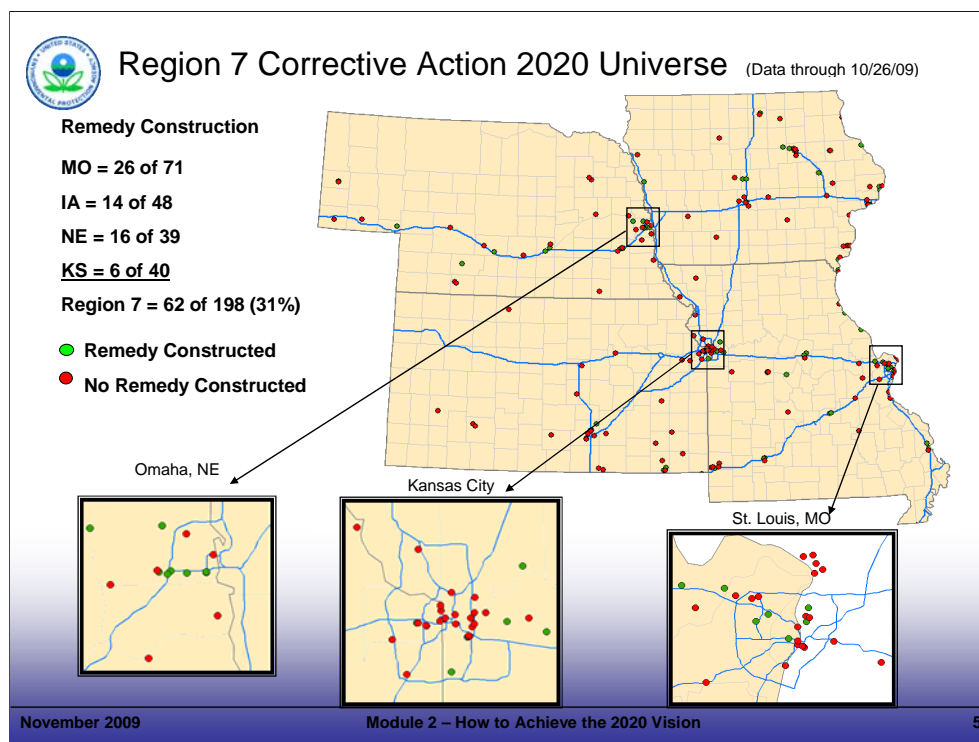 Region 7 Corrective Action 2020 Universe (Data through 10/26/09)
Remedy Construction
MO = 26 of 71
IA = 14 of 48
NE = 16 of 39
KS = 6 of 40
Region 7 = 62 of 198 (31%)
Remedy Constructed
No Remedy Constructed
Omaha, NE
Kansas City
St. Louis, MO
November 2009
Module 2 – How to Achieve the 2020 Vision
5